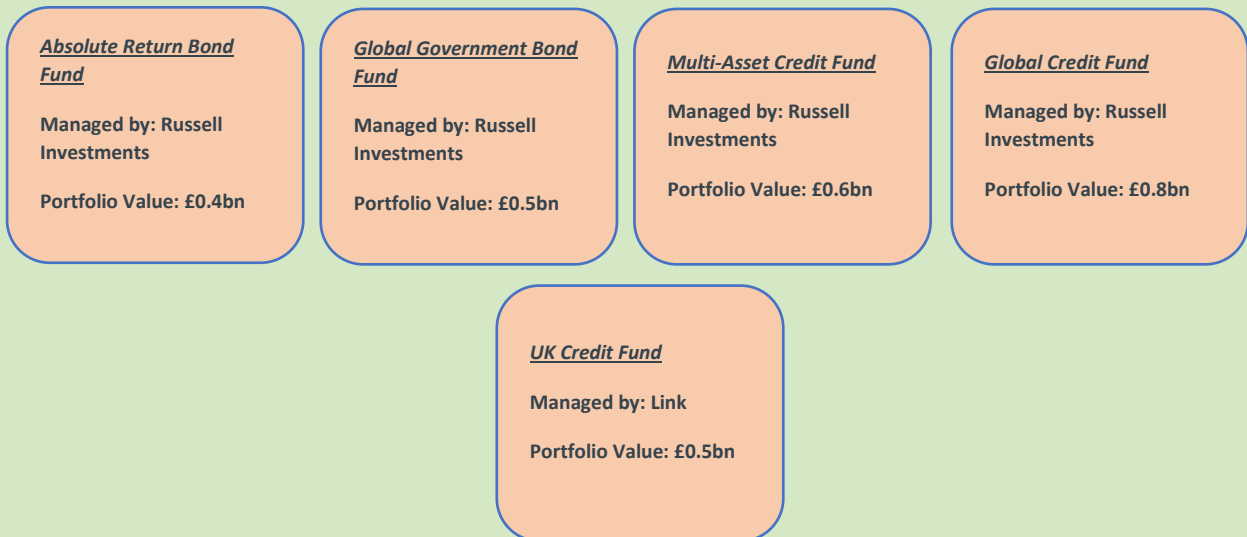 Absolute Return Bond
Fund
Managed by: Russell
Investments
Portfolio Value: £0.4bn
Global Government Bond
Fund
Managed by: Russell
Investments
Portfolio Value: £0.5bn
Multi-Asset Credit Fund
Managed by: Russell
Investments
Portfolio Value: £0.6bn
Global Credit Fund
Managed by: Russell
Investments
Portfolio Value: £0.8bn
UK Credit Fund
Managed by: Link
Portfolio Value: £0.5bn